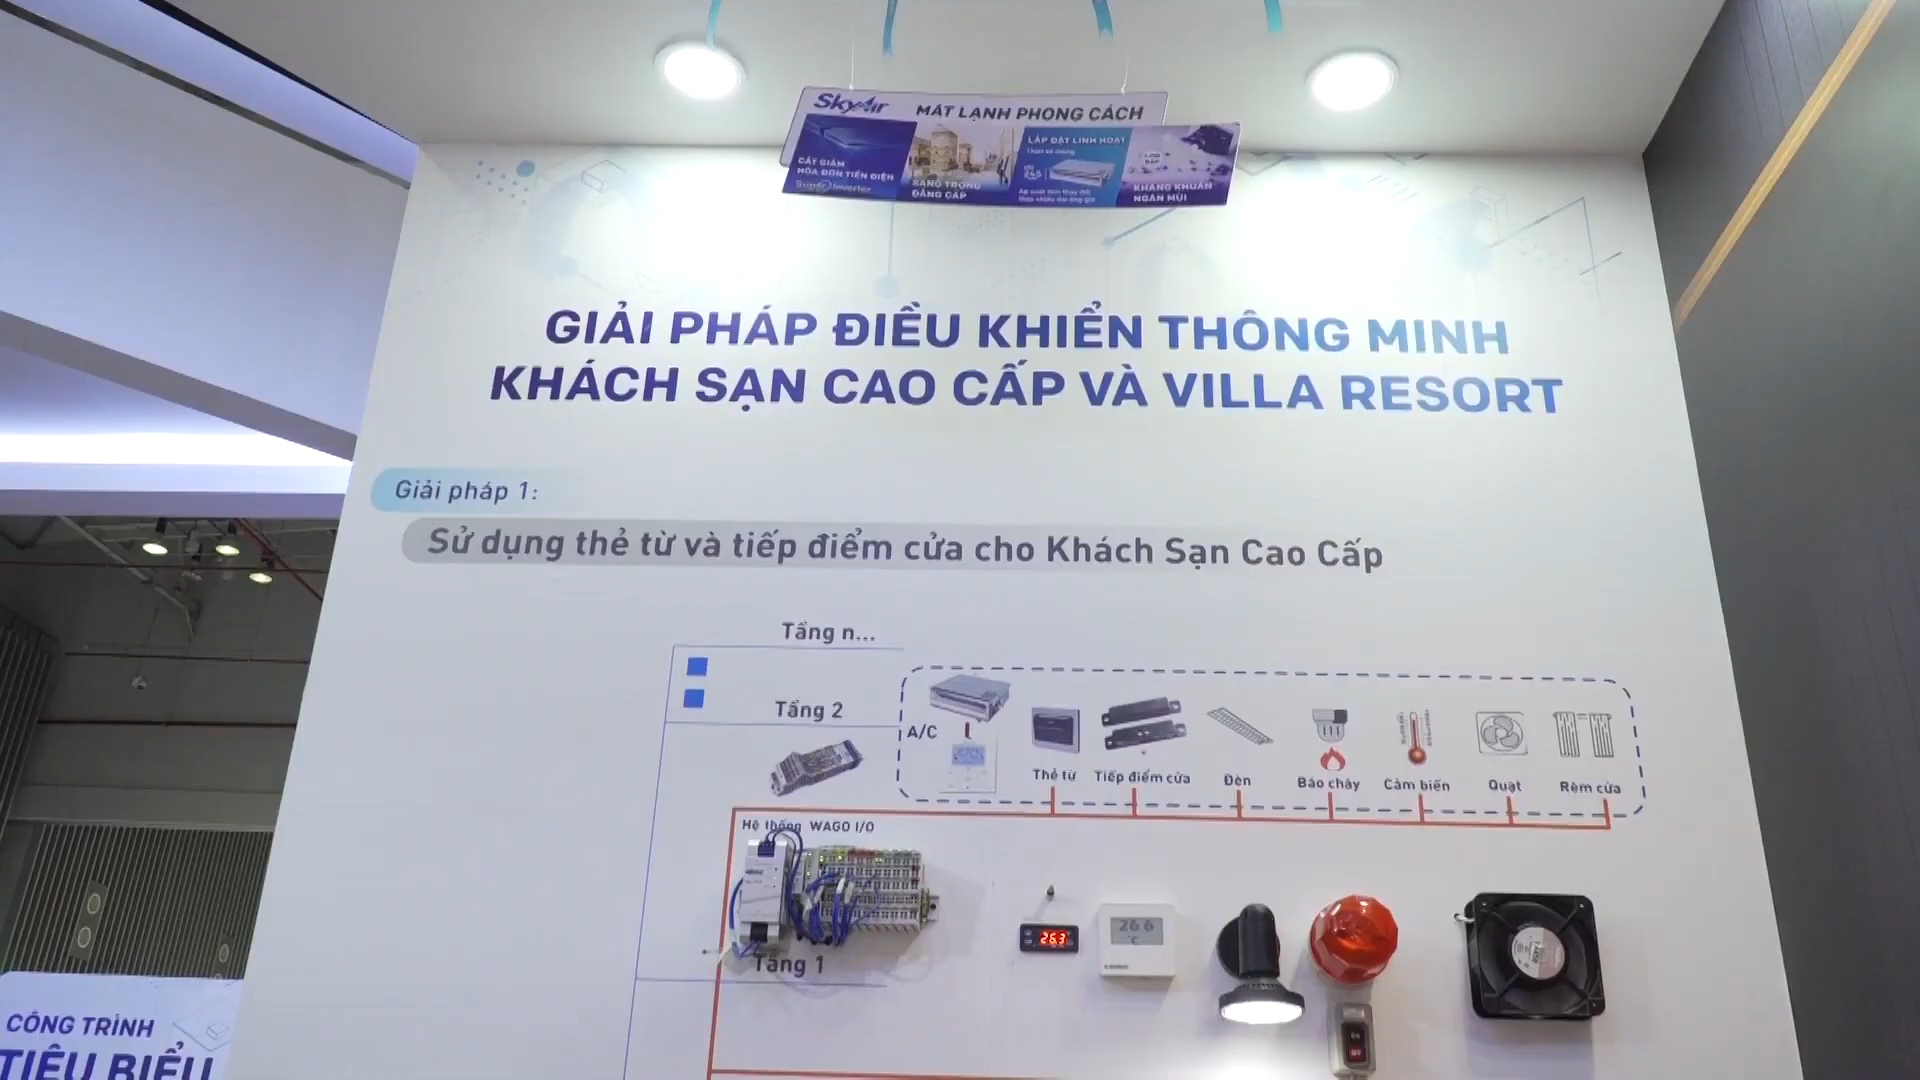 SkyAir MÁT LẠNH PHONG CÁCH
CẮT GIẢM
HÓA ĐƠN TIỀN ĐIỆN
Super Inverter
SANG TRỌNG
ĐẲNG CẤP
LẮP ĐẶT LINH HOẠT
KHÁNG KHUẨN
NGĂN MÙI
GIẢI PHÁP ĐIỀU KHIỂN THÔNG MINH
KHÁCH SẠN CAO CẤP VÀ VILLA RESORT
Giải pháp 1:
Sử dụng thẻ từ và tiếp điểm cửa cho Khách Sạn Cao Cấp
Tầng n...
Tầng 2
A/C
Thẻ từ
Tiếp điểm cửa
Đèn
Báo cháy
Cảm biến
Quạt
Rèm cửa
Hệ thống WAGO I/O
26.3
26.6
°C
Tầng 1
CÔNG TRÌNH
TIÊU BIỂU